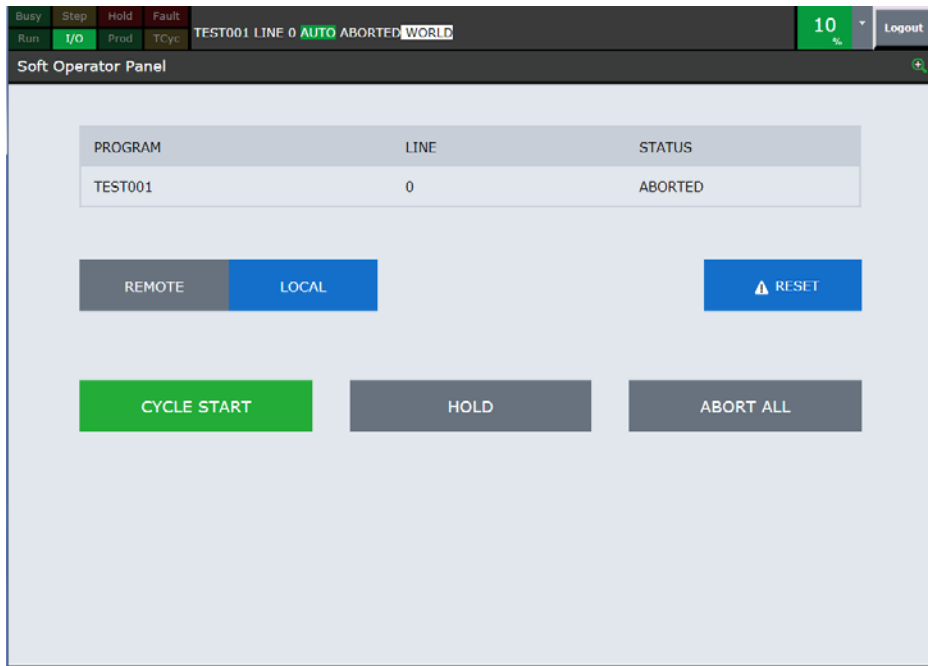 Busy Step Hold Fault
Run I/O Prod TCyc TEST001 LINE 0 AUTO ABORTED WORLD 10 % Logout
Soft Operator Panel
PROGRAM LINE STATUS
TEST001 0 ABORTED
REMOTE LOCAL RESET
CYCLE START HOLD ABORT ALL